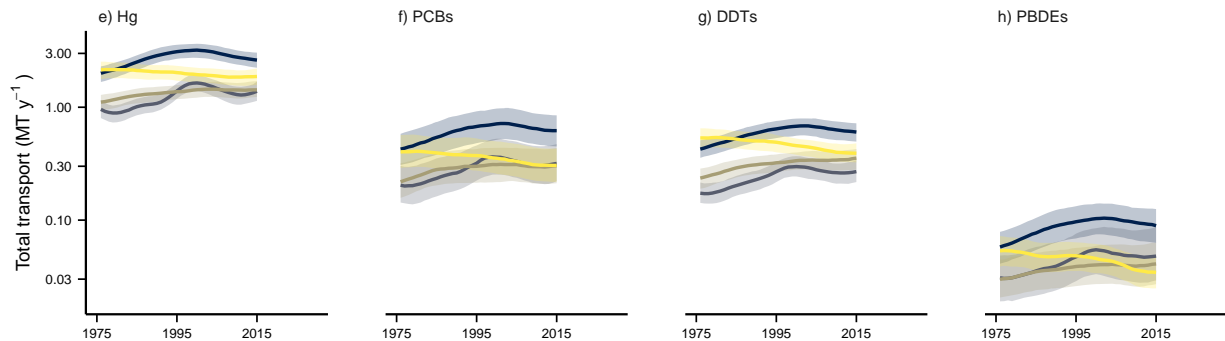 e) Hg
f) PCBs
g) DDTs
h) PBDEs
Total transport (MT y⁻¹ )
3.00
1.00
0.30
0.10
0.03
1975 1995 2015
1975 1995 2015
1975 1995 2015
1975 1995 2015